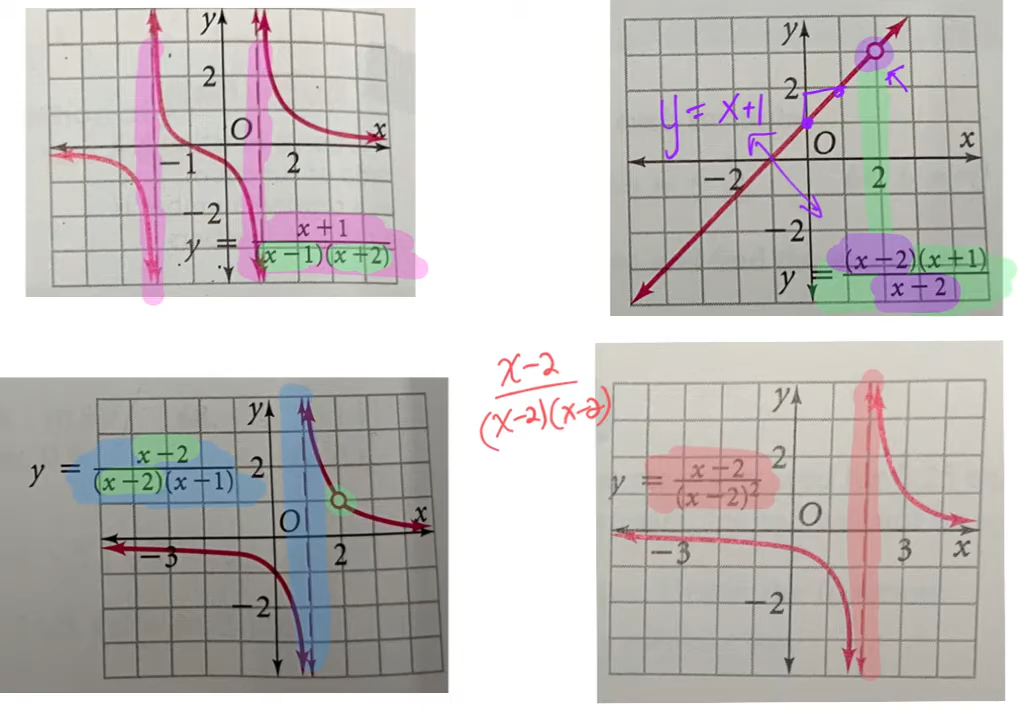 y
2
O
x
−1
2
−2
y = x + 1 / (x − 1)(x + 2)
y
2
y = x+1
O
x
−2
2
−2
y = (x − 2)(x + 1) / x − 2
y
y = x − 2 / (x − 2)(x − 1)
2
O
x
−3
2
−2
x−2 / (x−2)(x−2)
y
2
y = x − 2 / (x − 2)²
O
−3
3
x
−2